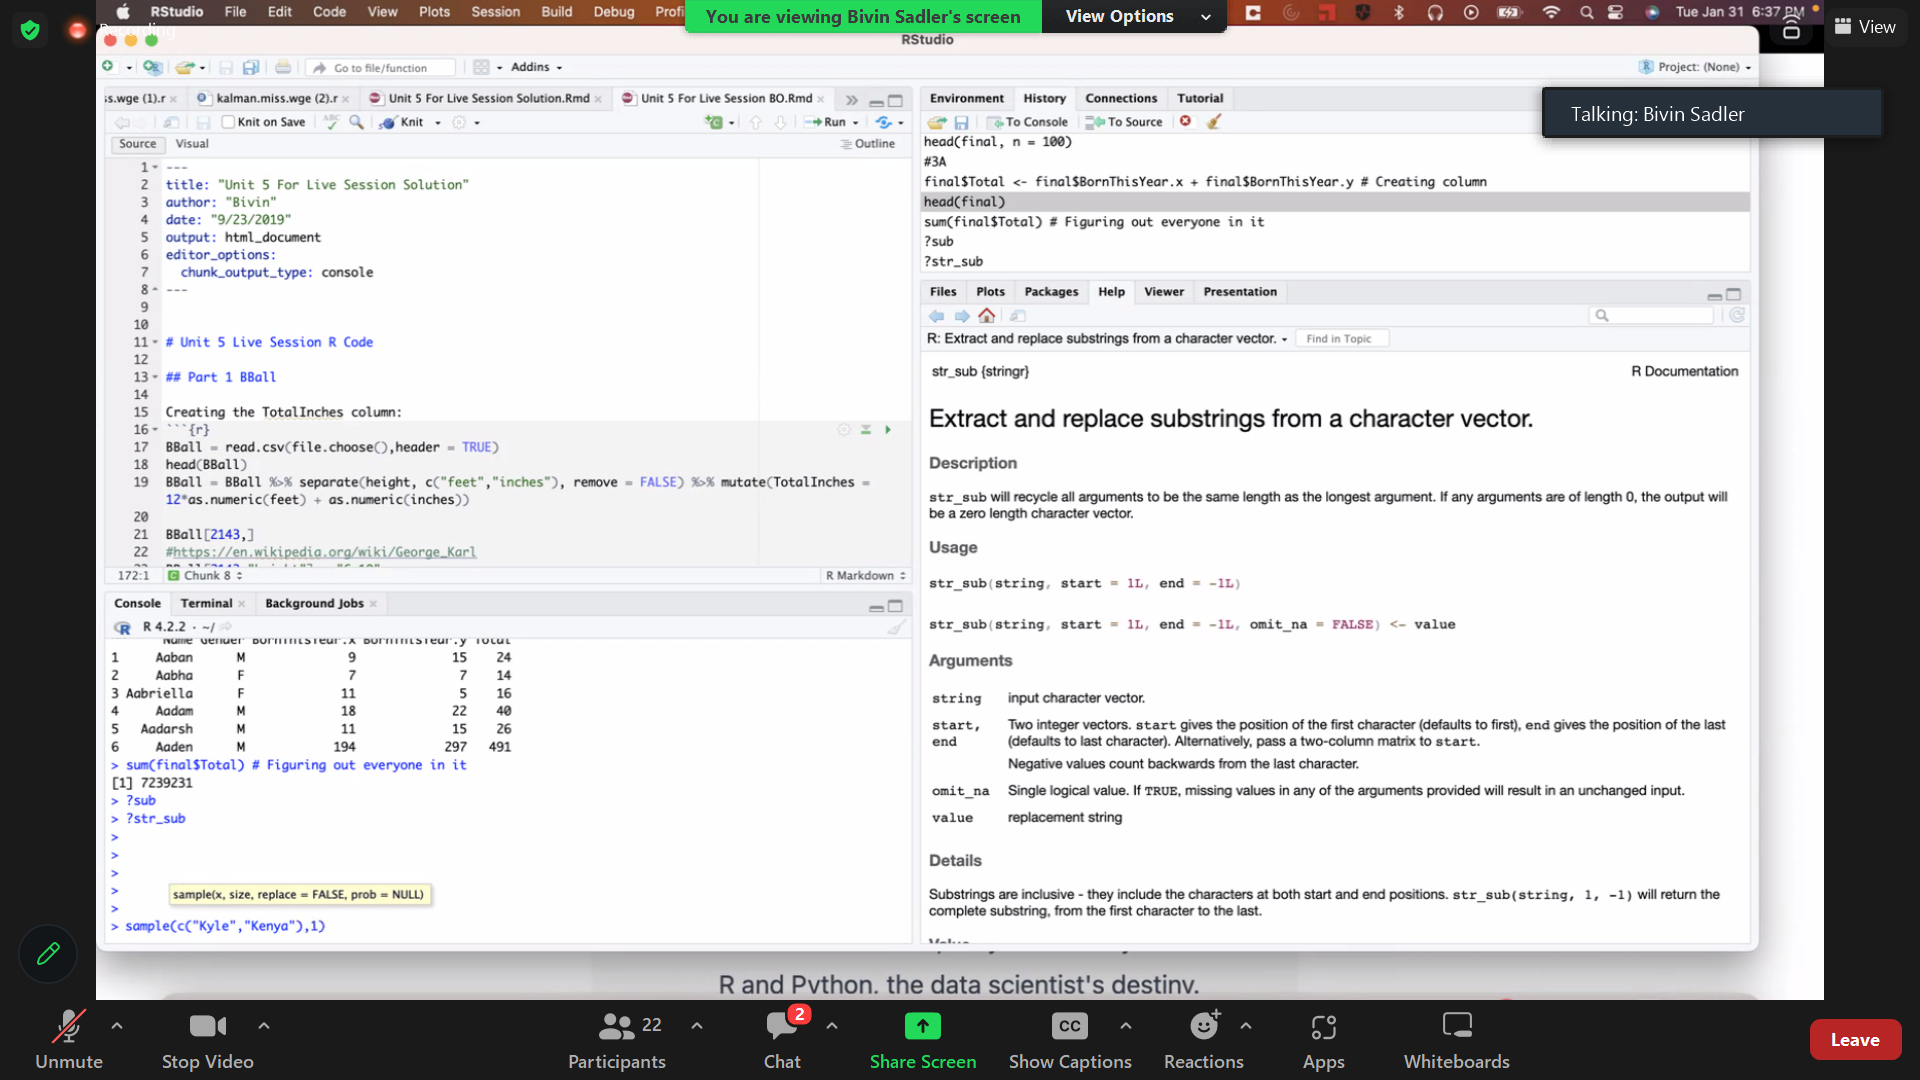 RStudio File Edit Code View Plots Session Build Debug Profi
You are viewing Bivin Sadler's screen View Options
Tue Jan 31 6:37 PM
View
Recording
RStudio
Go to file/function Addins
Project: (None)
Talking: Bivin Sadler
s.wge (1).r kalman.miss.wge (2).r Unit 5 For Live Session Solution.Rmd Unit 5 For Live Session BO.Rmd
Knit on Save Knit Run
Source Visual Outline
1 ---
2 title: "Unit 5 For Live Session Solution"
3 author: "Bivin"
4 date: "9/23/2019"
5 output: html_document
6 editor_options:
7 chunk_output_type: console
8 ---
9
10
11 # Unit 5 Live Session R Code
12
13 ## Part 1 BBall
14
15 Creating the TotalInches column:
16 ```{r}
17 BBall = read.csv(file.choose(),header = TRUE)
18 head(BBall)
19 BBall = BBall %>% separate(height, c("feet","inches"), remove = FALSE) %>% mutate(TotalInches =
12*as.numeric(feet) + as.numeric(inches))
20
21 BBall[2143,]
22 #https://en.wikipedia.org/wiki/George_Karl
172:1 Chunk 8 R Markdown
Console Terminal Background Jobs
R 4.2.2 · ~/
Name Gender BornThisYear.x BornThisYear.y Total
1 Aaban M 9 15 24
2 Aabha F 7 7 14
3 Aabriella F 11 5 16
4 Aadam M 18 22 40
5 Aadarsh M 11 15 26
6 Aaden M 194 297 491
> sum(final$Total) # Figuring out everyone in it
[1] 7239231
> ?sub
> ?str_sub
>
>
>
>
sample(x, size, replace = FALSE, prob = NULL)
>
> sample(c("Kyle","Kenya"),1)
Environment History Connections Tutorial
To Console To Source
head(final, n = 100)
#3A
final$Total <- final$BornThisYear.x + final$BornThisYear.y # Creating column
head(final)
sum(final$Total) # Figuring out everyone in it
?sub
?str_sub
Files Plots Packages Help Viewer Presentation
R: Extract and replace substrings from a character vector. Find in Topic
str_sub {stringr} R Documentation
Extract and replace substrings from a character vector.
Description
str_sub will recycle all arguments to be the same length as the longest argument. If any arguments are of length 0, the output will
be a zero length character vector.
Usage
str_sub(string, start = 1L, end = -1L)
str_sub(string, start = 1L, end = -1L, omit_na = FALSE) <- value
Arguments
string input character vector.
start, Two integer vectors. start gives the position of the first character (defaults to first), end gives the position of the last
end (defaults to last character). Alternatively, pass a two-column matrix to start.
Negative values count backwards from the last character.
omit_na Single logical value. If TRUE, missing values in any of the arguments provided will result in an unchanged input.
value replacement string
Details
Substrings are inclusive - they include the characters at both start and end positions. str_sub(string, 1, -1) will return the
complete substring, from the first character to the last.
Value
R and Python, the data scientist's destiny.
Unmute Stop Video Participants 22 Chat 2 Share Screen CC Show Captions Reactions Apps Whiteboards Leave